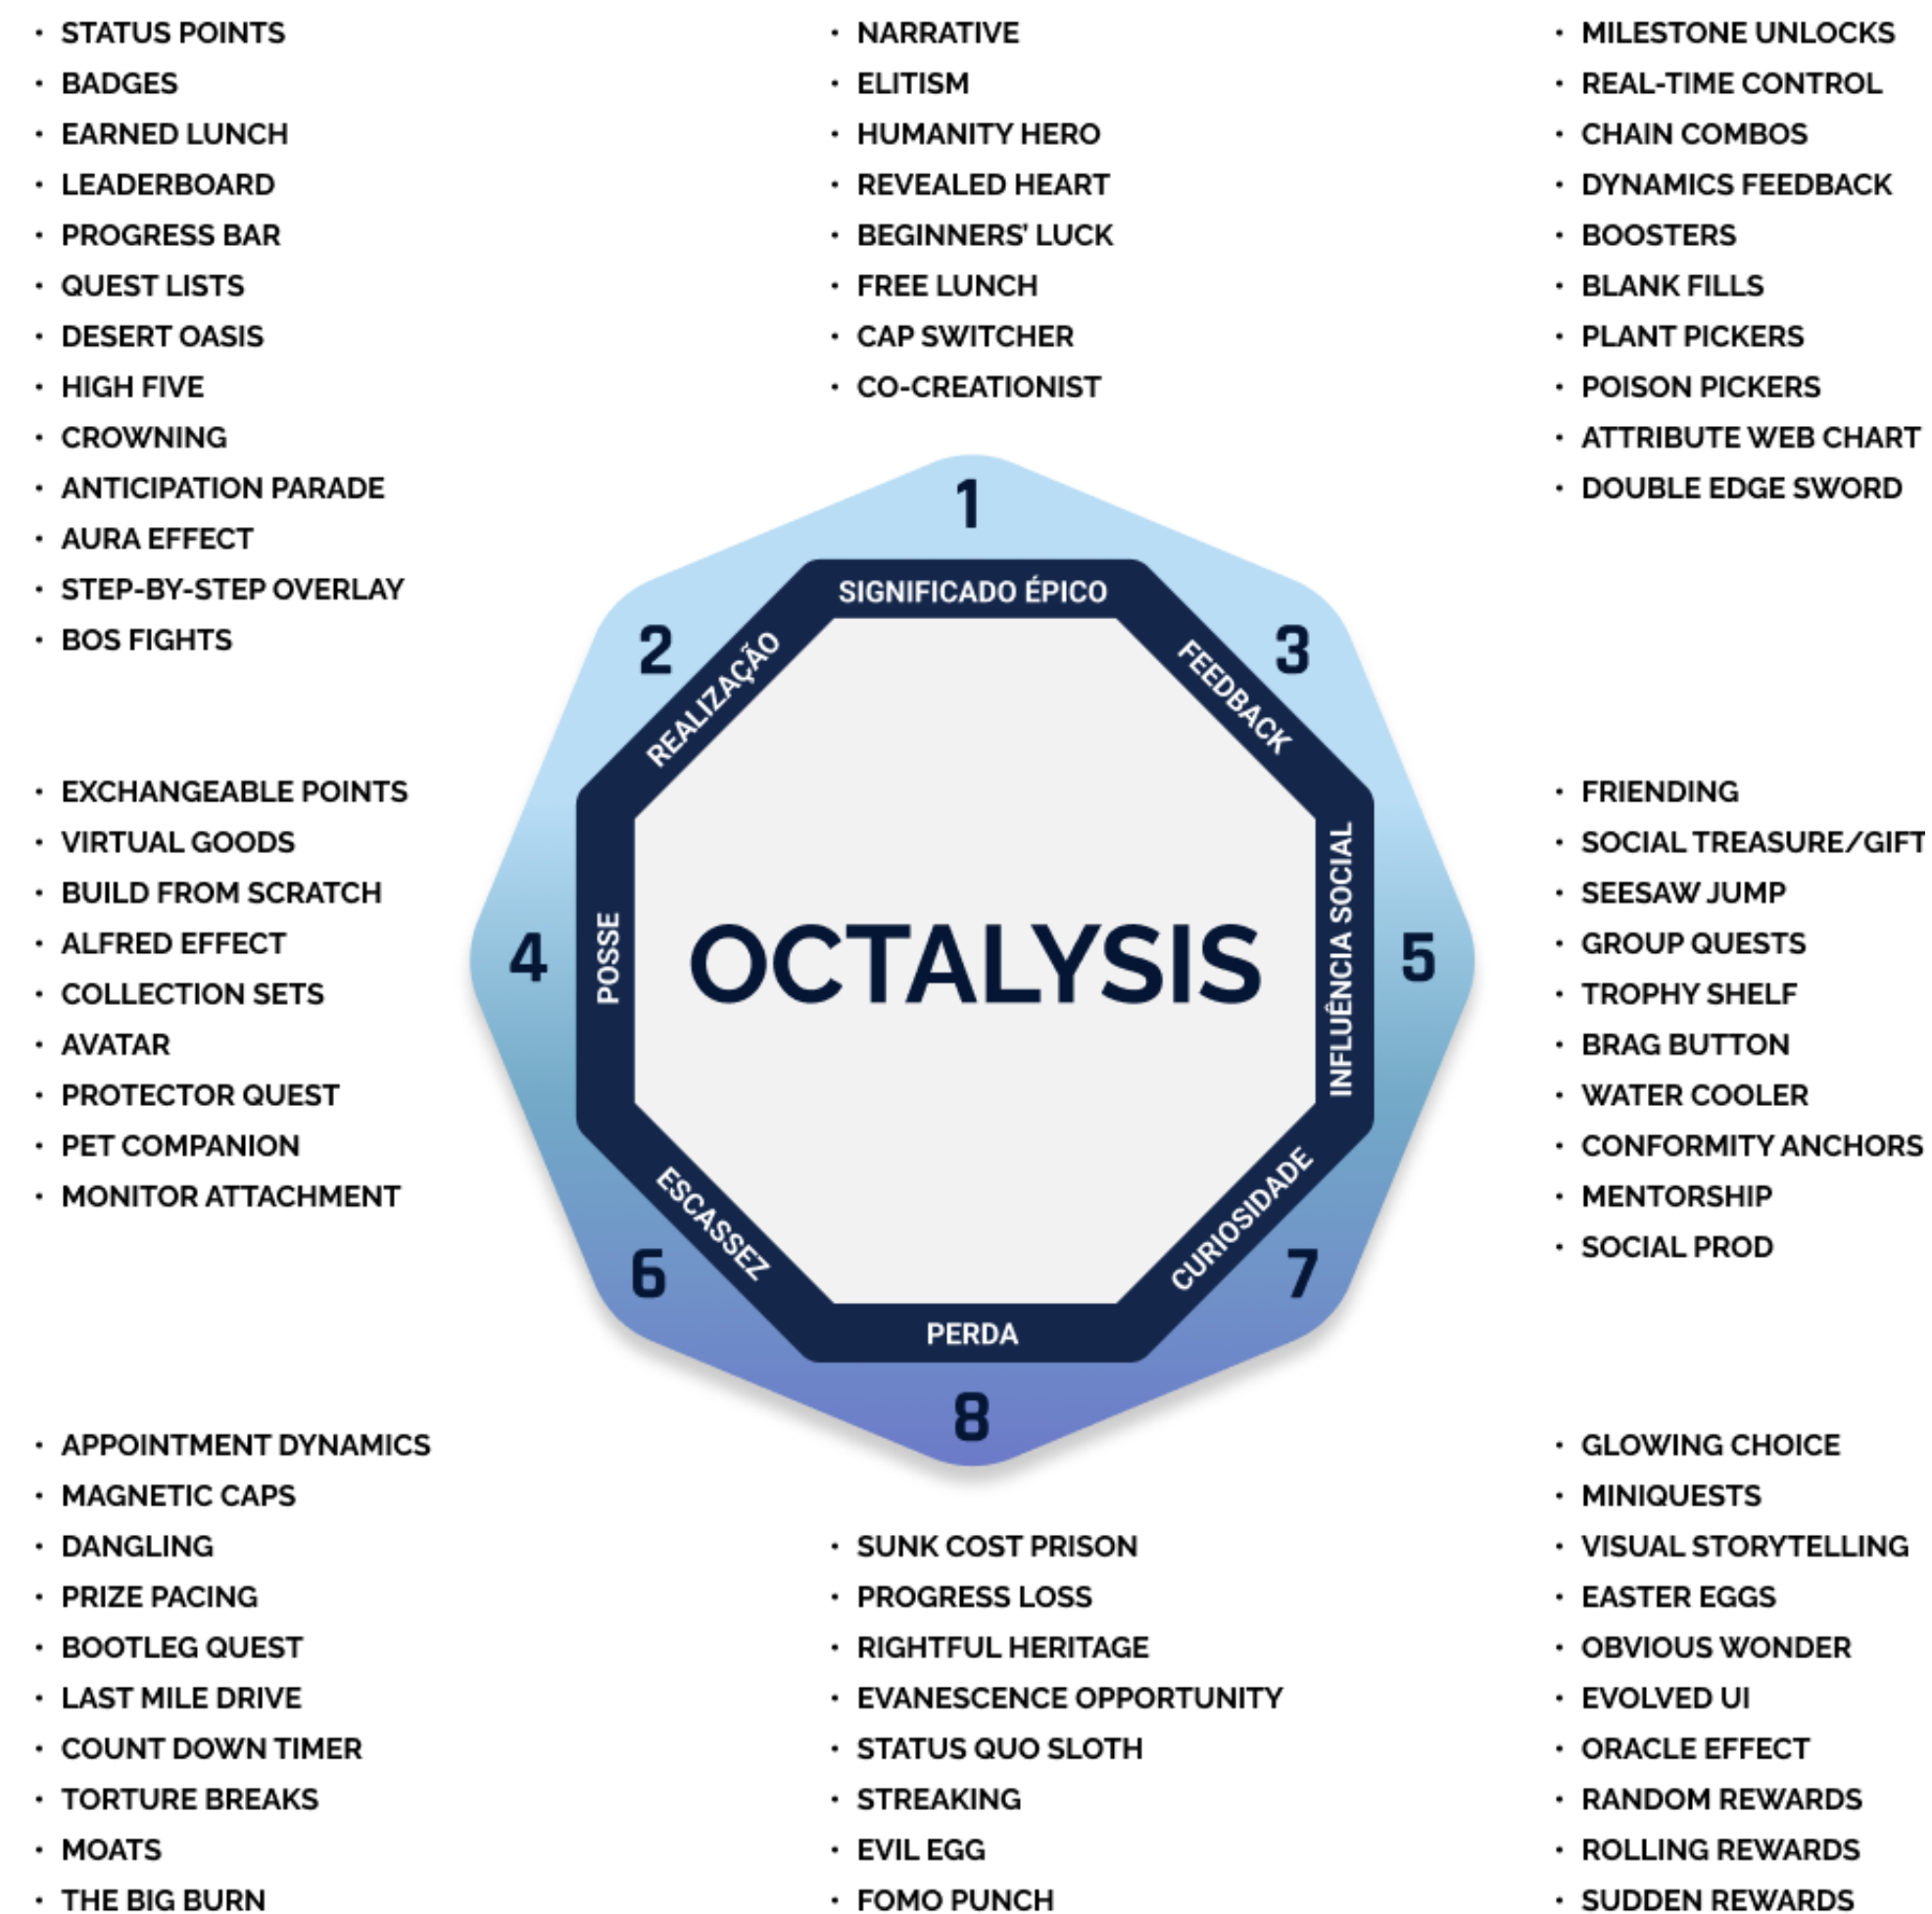 • STATUS POINTS
• BADGES
• EARNED LUNCH
• LEADERBOARD
• PROGRESS BAR
• QUEST LISTS
• DESERT OASIS
• HIGH FIVE
• CROWNING
• ANTICIPATION PARADE
• AURA EFFECT
• STEP-BY-STEP OVERLAY
• BOS FIGHTS
• NARRATIVE
• ELITISM
• HUMANITY HERO
• REVEALED HEART
• BEGINNERS' LUCK
• FREE LUNCH
• CAP SWITCHER
• CO-CREATIONIST
• MILESTONE UNLOCKS
• REAL-TIME CONTROL
• CHAIN COMBOS
• DYNAMICS FEEDBACK
• BOOSTERS
• BLANK FILLS
• PLANT PICKERS
• POISON PICKERS
• ATTRIBUTE WEB CHART
• DOUBLE EDGE SWORD
1
SIGNIFICADO ÉPICO
2
REALIZAÇÃO
3
FEEDBACK
4
POSSE
OCTALYSIS
INFLUÊNCIA SOCIAL
5
6
ESCASSEZ
CURIOSIDADE
7
PERDA
8
• EXCHANGEABLE POINTS
• VIRTUAL GOODS
• BUILD FROM SCRATCH
• ALFRED EFFECT
• COLLECTION SETS
• AVATAR
• PROTECTOR QUEST
• PET COMPANION
• MONITOR ATTACHMENT
• FRIENDING
• SOCIAL TREASURE/GIFT
• SEESAW JUMP
• GROUP QUESTS
• TROPHY SHELF
• BRAG BUTTON
• WATER COOLER
• CONFORMITY ANCHORS
• MENTORSHIP
• SOCIAL PROD
• APPOINTMENT DYNAMICS
• MAGNETIC CAPS
• DANGLING
• PRIZE PACING
• BOOTLEG QUEST
• LAST MILE DRIVE
• COUNT DOWN TIMER
• TORTURE BREAKS
• MOATS
• THE BIG BURN
• SUNK COST PRISON
• PROGRESS LOSS
• RIGHTFUL HERITAGE
• EVANESCENCE OPPORTUNITY
• STATUS QUO SLOTH
• STREAKING
• EVIL EGG
• FOMO PUNCH
• GLOWING CHOICE
• MINIQUESTS
• VISUAL STORYTELLING
• EASTER EGGS
• OBVIOUS WONDER
• EVOLVED UI
• ORACLE EFFECT
• RANDOM REWARDS
• ROLLING REWARDS
• SUDDEN REWARDS